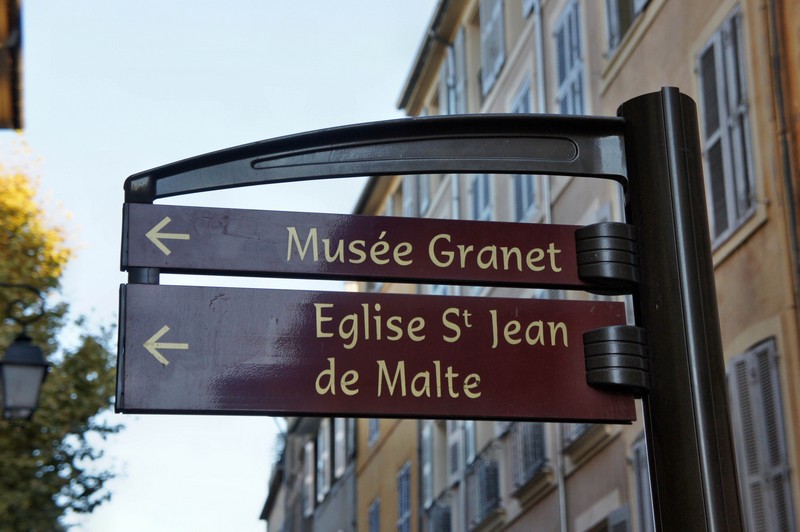 Musée Granet
Eglise Sᵗ Jean
de Malte